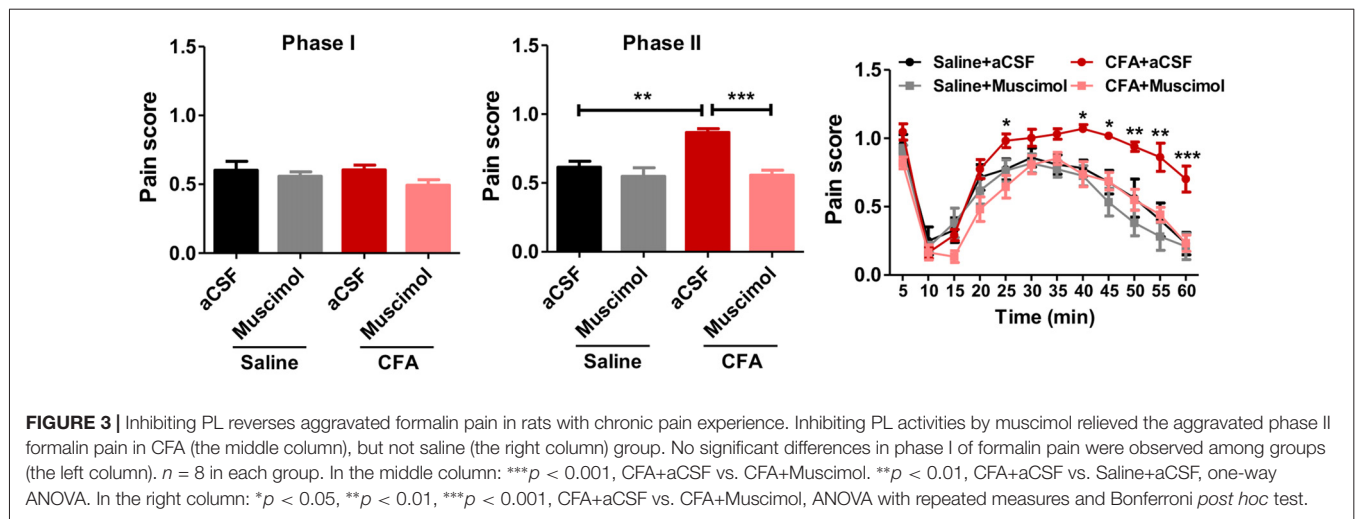 Phase I
Pain score
1.5
1.0
0.5
0.0
aCSF
Muscimol
aCSF
Muscimol
Saline
CFA
Phase II
Pain score
1.5
1.0
0.5
0.0
**
***
aCSF
Muscimol
aCSF
Muscimol
Saline
CFA
Saline+aCSF
CFA+aCSF
Saline+Muscimol
CFA+Muscimol
Pain score
1.5
1.0
0.5
0.0
*
*
*
**
**
***
5 10 15 20 25 30 35 40 45 50 55 60
Time (min)
FIGURE 3 | Inhibiting PL reverses aggravated formalin pain in rats with chronic pain experience. Inhibiting PL activities by muscimol relieved the aggravated phase II
formalin pain in CFA (the middle column), but not saline (the right column) group. No significant differences in phase I of formalin pain were observed among groups
(the left column). n = 8 in each group. In the middle column: ***p < 0.001, CFA+aCSF vs. CFA+Muscimol. **p < 0.01, CFA+aCSF vs. Saline+aCSF, one-way
ANOVA. In the right column: *p < 0.05, **p < 0.01, ***p < 0.001, CFA+aCSF vs. CFA+Muscimol, ANOVA with repeated measures and Bonferroni post hoc test.